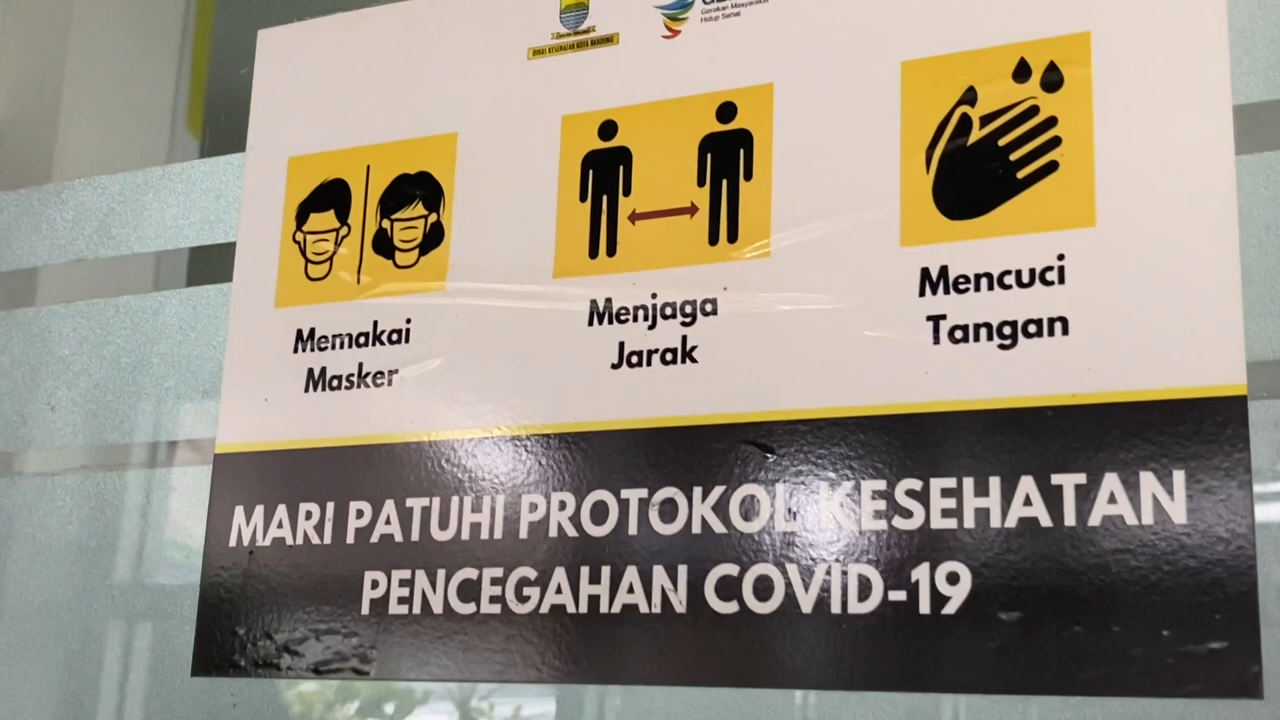 DINAS KESEHATAN KOTA BANDUNG
Gerakan Masyarakat
Hidup Sehat
Memakai
Masker
Menjaga
Jarak
Mencuci
Tangan
MARI PATUHI PROTOKOL KESEHATAN
PENCEGAHAN COVID-19